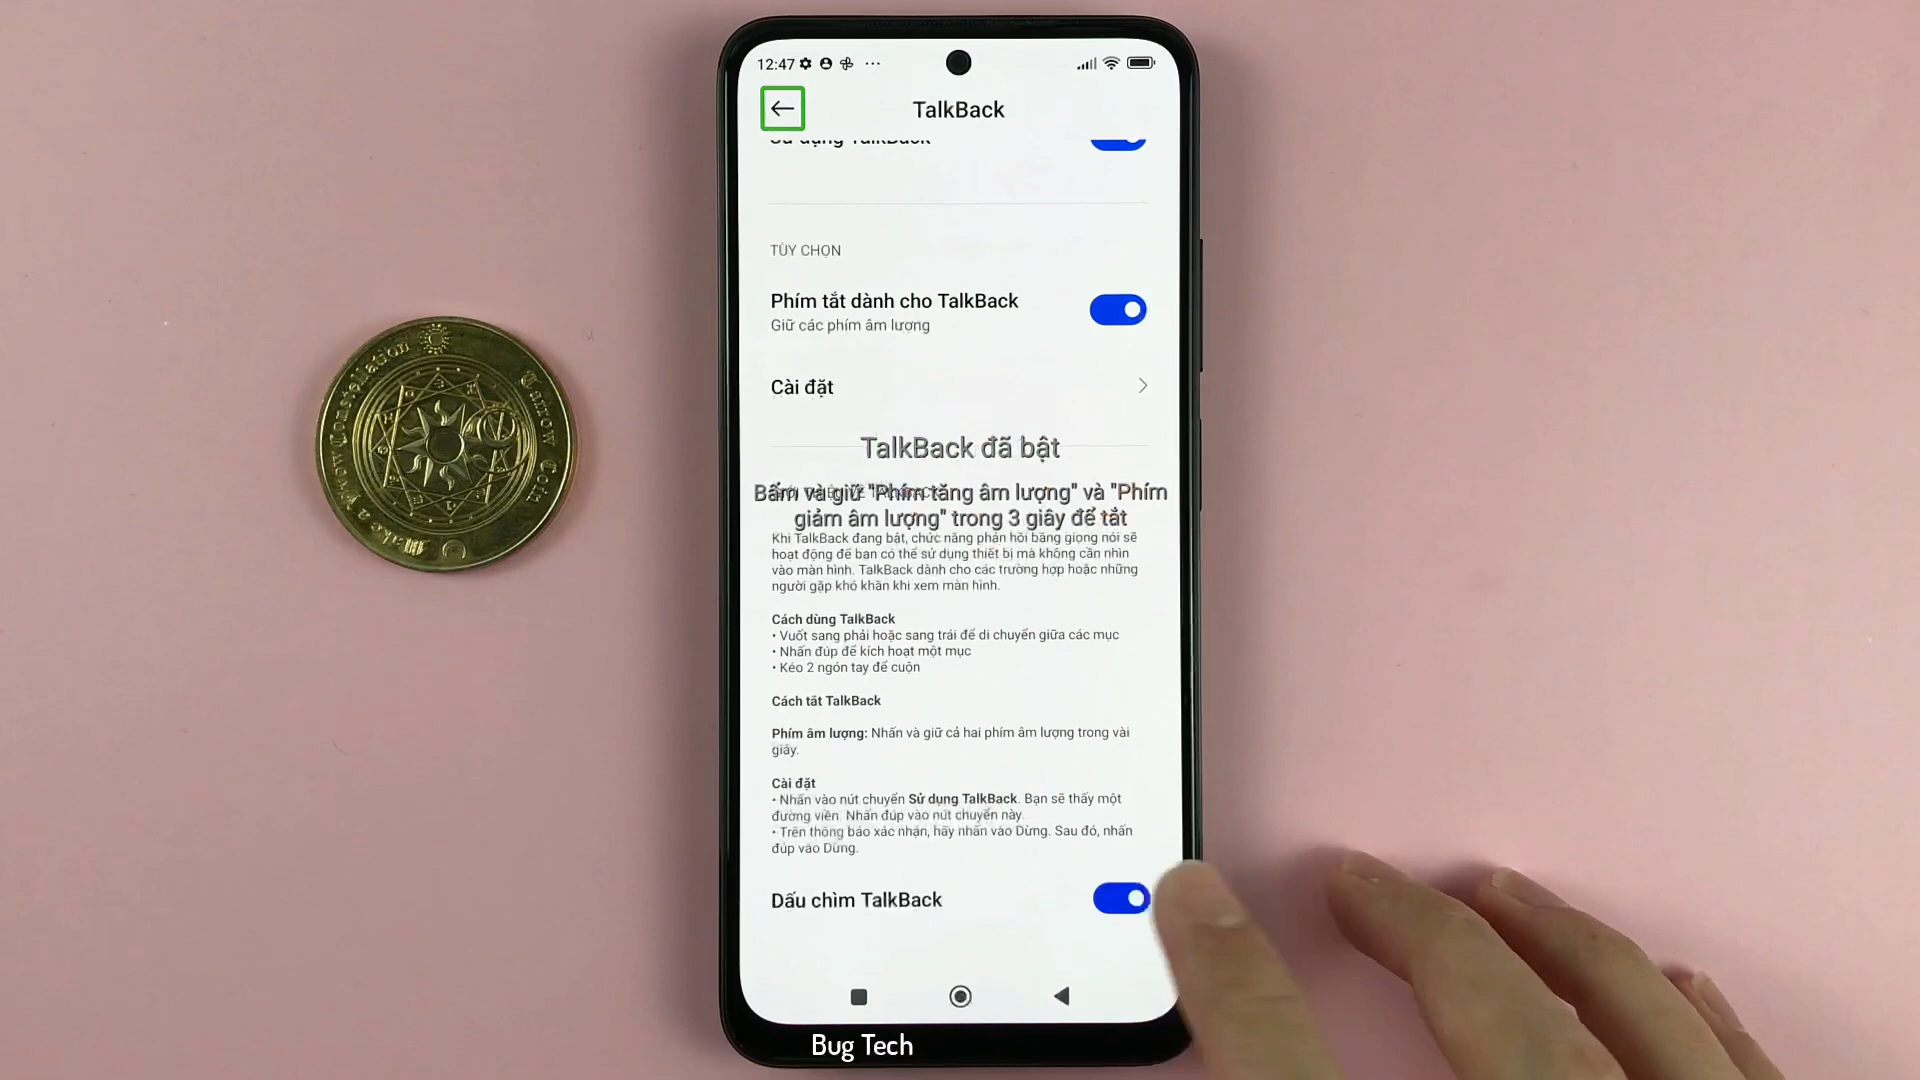 12:47
TalkBack
Sử dụng TalkBack
TÙY CHỌN
Phím tắt dành cho TalkBack
Giữ các phím âm lượng
Cài đặt
TalkBack đã bật
Bấm và giữ "Phím tăng âm lượng" và "Phím
giảm âm lượng" trong 3 giây để tắt
Khi TalkBack đang bật, chức năng phản hồi bằng giọng nói sẽ
hoạt động để bạn có thể sử dụng thiết bị mà không cần nhìn
vào màn hình. TalkBack dành cho các trường hợp hoặc những
người gặp khó khăn khi xem màn hình.
Cách dùng TalkBack
• Vuốt sang phải hoặc sang trái để di chuyển giữa các mục
• Nhấn đúp để kích hoạt một mục
• Kéo 2 ngón tay để cuộn
Cách tắt TalkBack
Phím âm lượng: Nhấn và giữ cả hai phím âm lượng trong vài
giây.
Cài đặt
• Nhấn vào nút chuyển Sử dụng TalkBack. Bạn sẽ thấy một
đường viền. Nhấn đúp vào nút chuyển này.
• Trên thông báo xác nhận, hãy nhấn vào Dừng. Sau đó, nhấn
đúp vào Dừng.
Dấu chìm TalkBack
Bug Tech
Constellation
Tarrow Coin
Make a